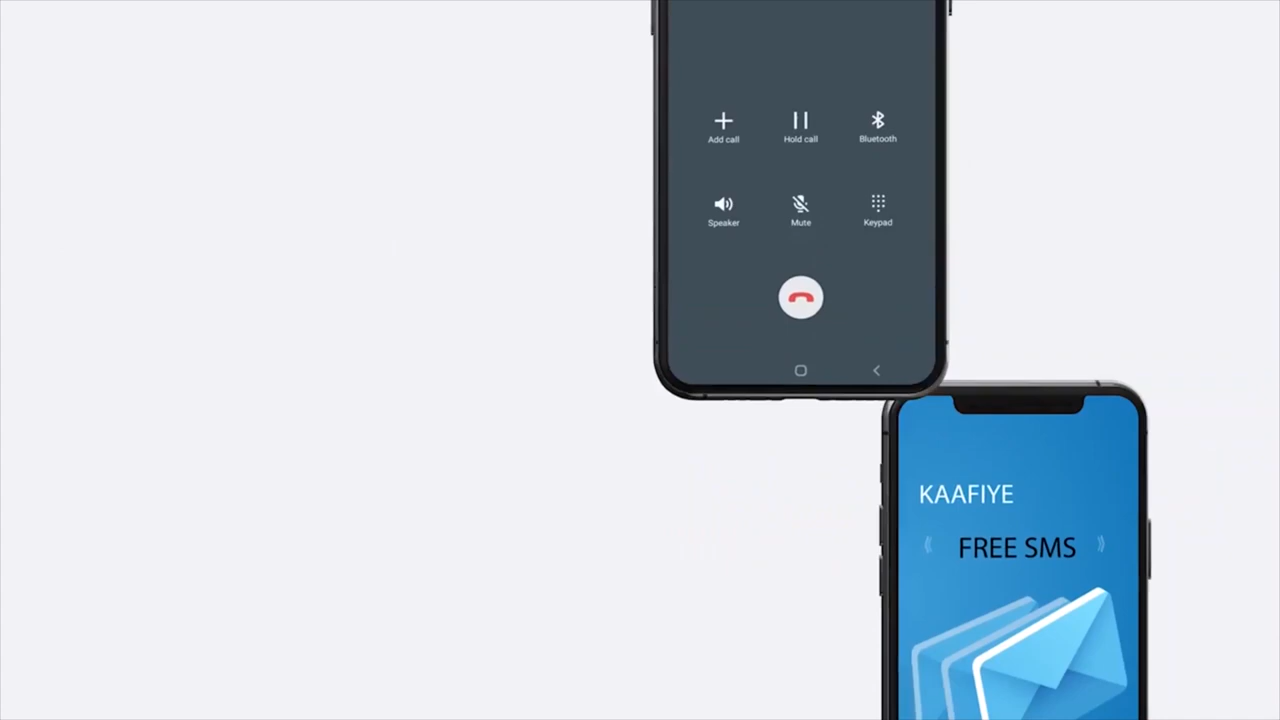 Add call
Hold call
Bluetooth
Speaker
Mute
Keypad
KAAFIYE
FREE SMS